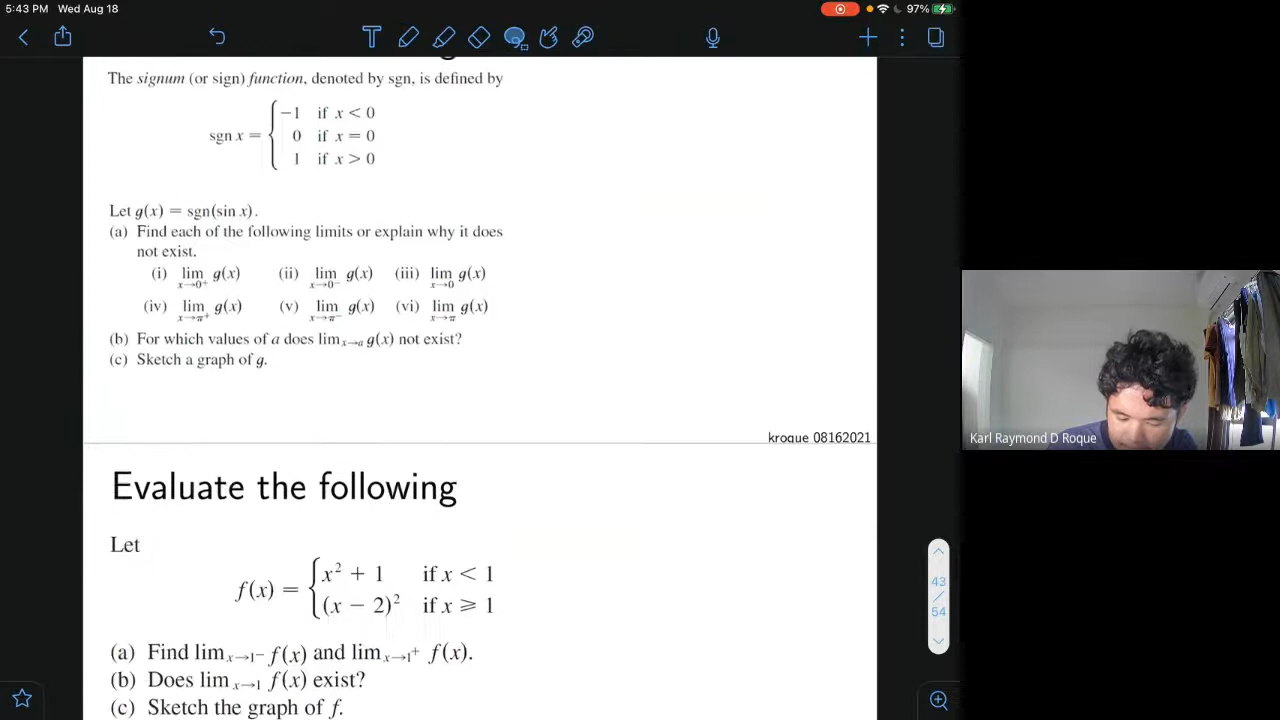 5:43 PM Wed Aug 18
97%
The signum (or sign) function, denoted by sgn, is defined by
sgn x = { −1 if x < 0
0 if x = 0
1 if x > 0
Let g(x) = sgn(sin x).
(a) Find each of the following limits or explain why it does
not exist.
(i) lim x→0⁺ g(x) (ii) lim x→0⁻ g(x) (iii) lim x→0 g(x)
(iv) lim x→π⁺ g(x) (v) lim x→π⁻ g(x) (vi) lim x→π g(x)
(b) For which values of a does lim x→a g(x) not exist?
(c) Sketch a graph of g.
kroque 08162021
Karl Raymond D Roque
Evaluate the following
Let
f(x) = { x² + 1 if x < 1
(x − 2)² if x ⩾ 1
(a) Find lim x→1⁻ f(x) and lim x→1⁺ f(x).
(b) Does lim x→1 f(x) exist?
(c) Sketch the graph of f.
43
/
54